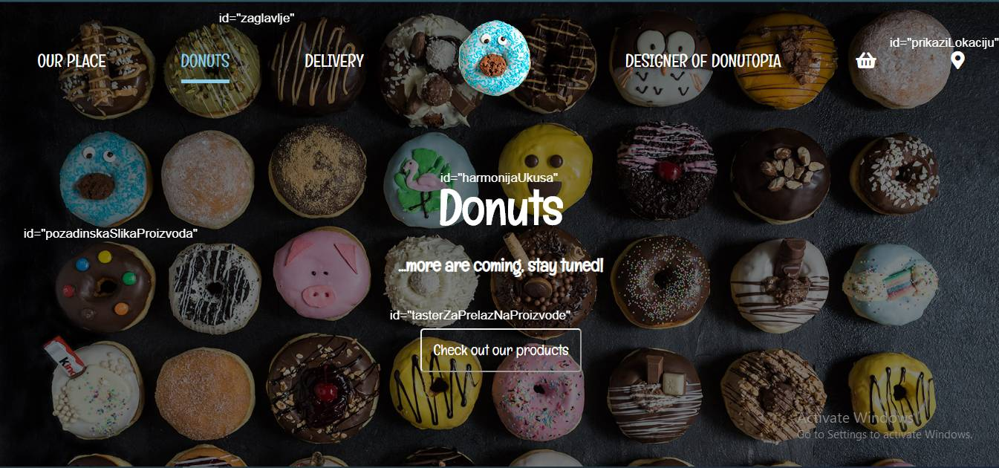 id="zaglavlje"
id="prikaziLokaciju"
OUR PLACE
DONUTS
DELIVERY
DESIGNER OF DONUTOPIA
id="harmonijaUkusa"
Donuts
id="pozadinskaSlikaProizvoda"
...more are coming, stay tuned!
id="tasterZaPrelazNaProizvode"
Check out our products
kin
Activate Windows
Go to Settings to activate Windows.